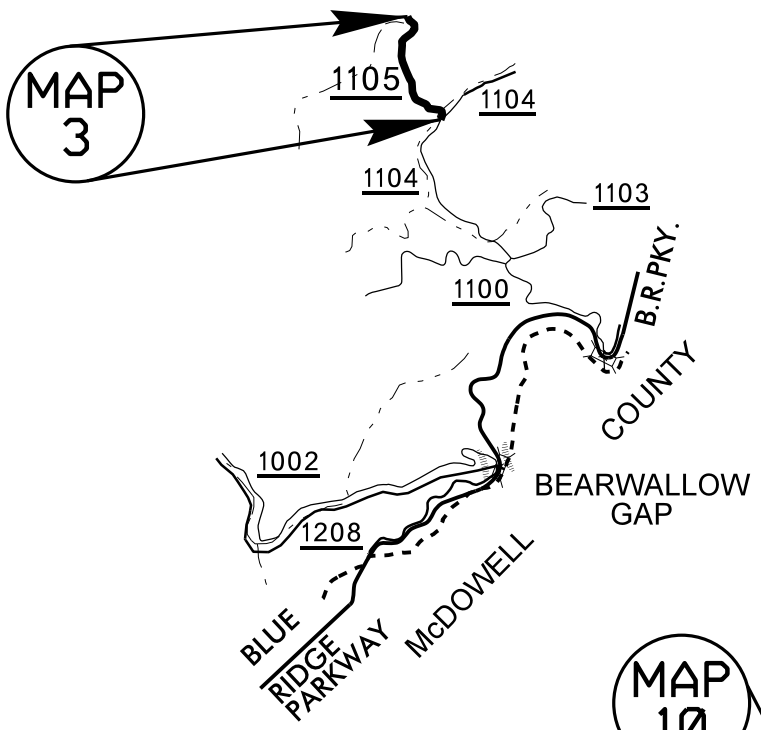 MAP
3
1105
1104
1104
1103
1100
B.R.PKY.
COUNTY
1002
BEARWALLOW
GAP
1208
McDOWELL
BLUE
RIDGE
PARKWAY
MAP
10